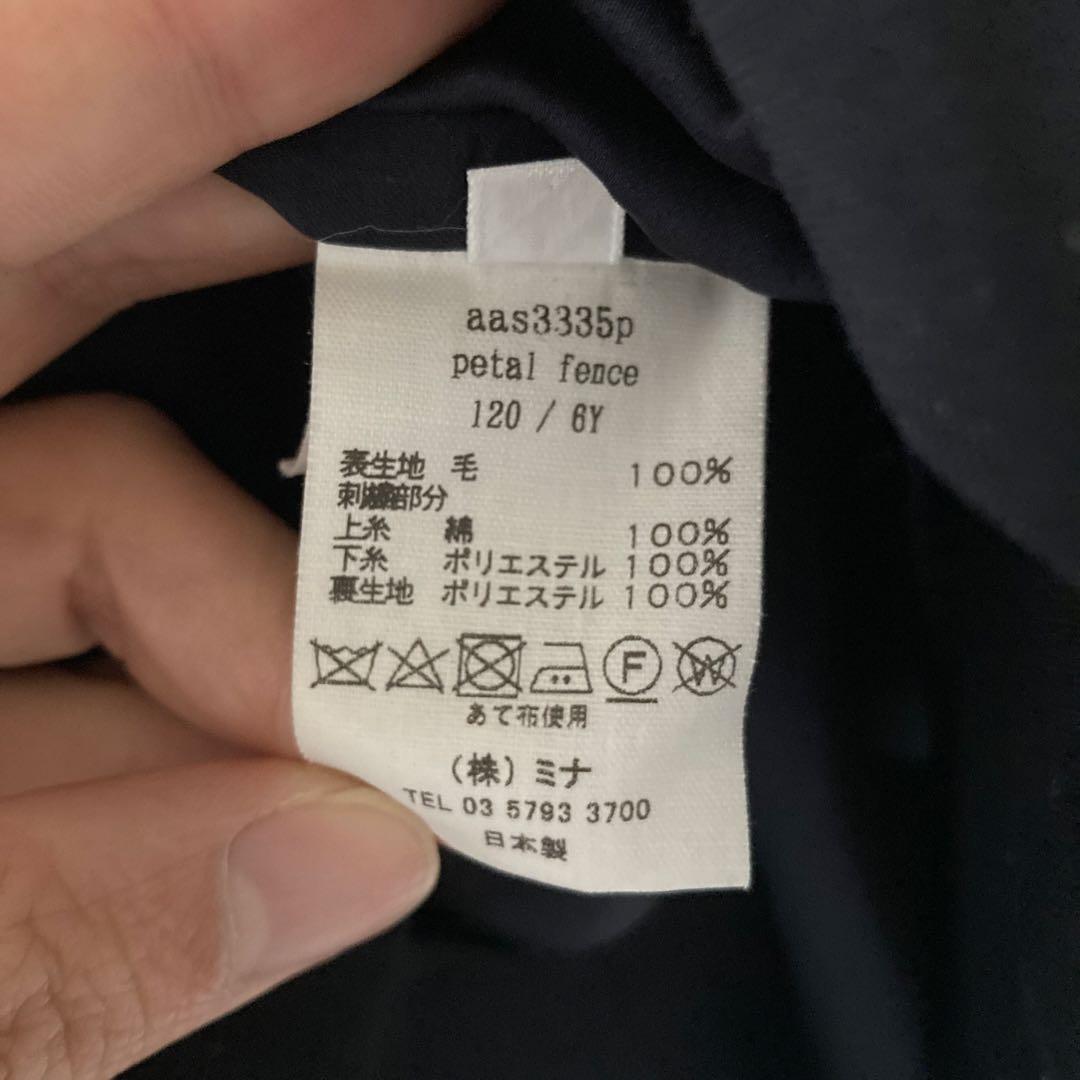 aas3335p
petal fence
120 / 6Y
表生地 毛 100%
刺繍部分
上糸 綿 100%
下糸 ポリエステル 100%
裏生地 ポリエステル 100%
F W
あて布使用
(株)ミナ
TEL 03 5793 3700
日本製